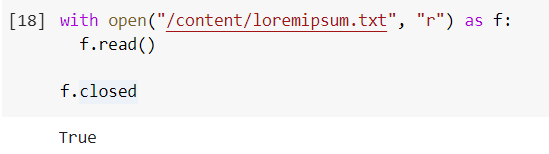 [18] with open("/content/loremipsum.txt", "r") as f:
f.read()
f.closed
True